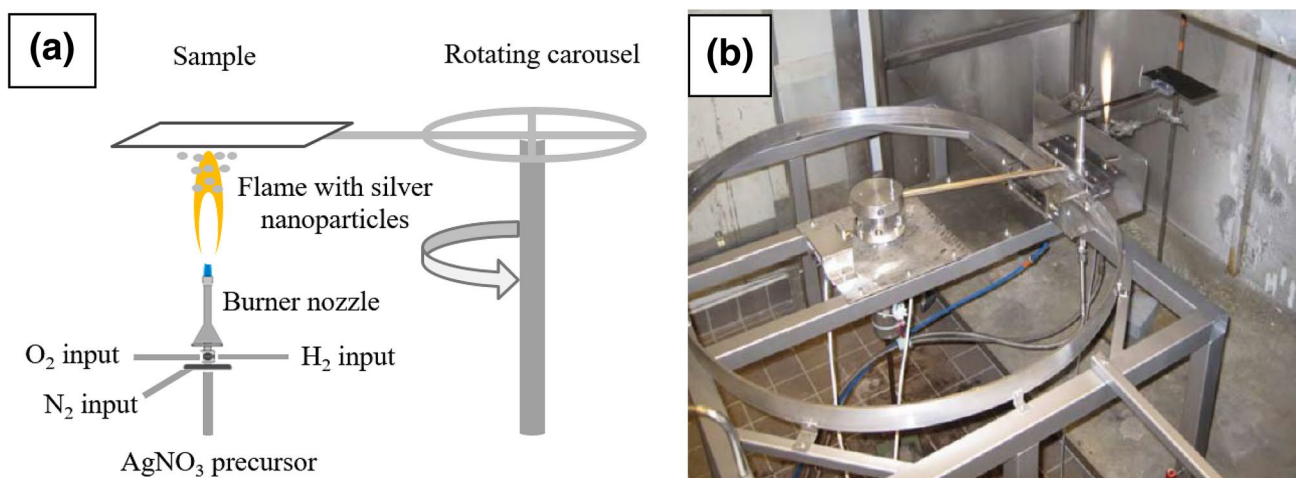 (a)
Sample
Rotating carousel
Flame with silver
nanoparticles
Burner nozzle
O₂ input
H₂ input
N₂ input
AgNO₃ precursor
(b)